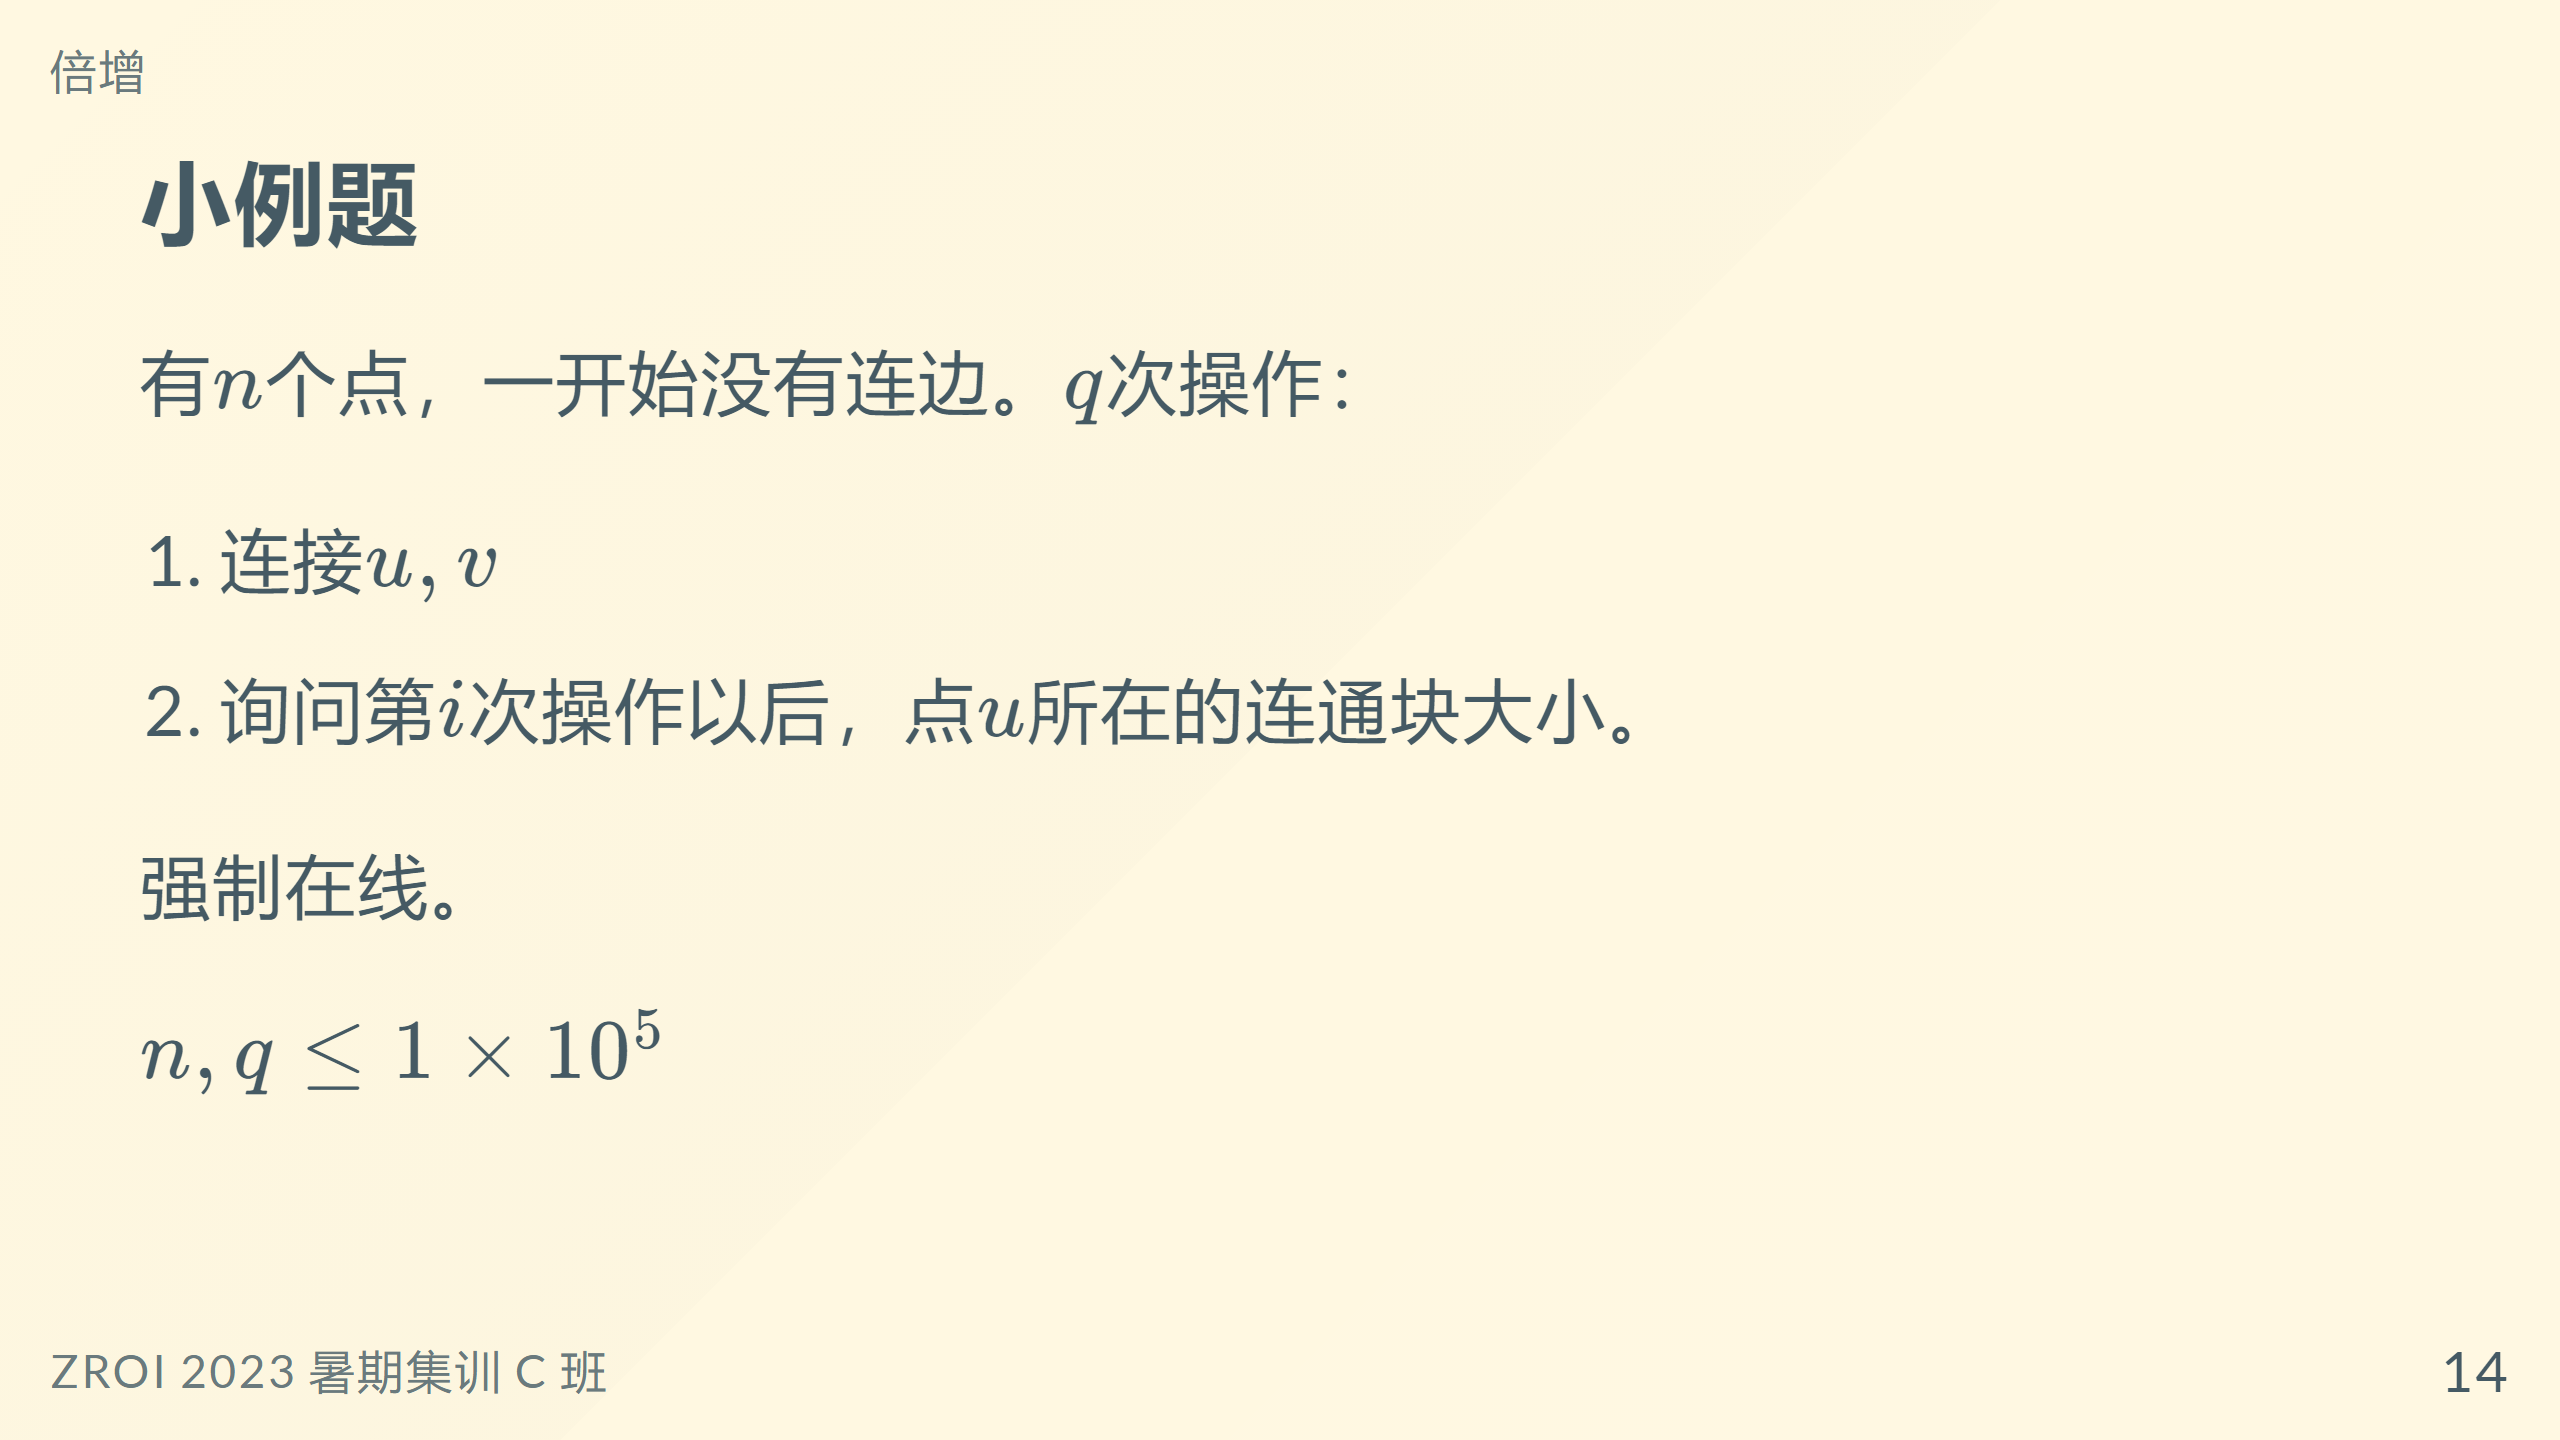 倍增
小例题
有n个点，一开始没有连边。q次操作：
1. 连接u, v
2. 询问第i次操作以后，点u所在的连通块大小。
强制在线。
n, q ≤ 1 × 10⁵
ZROI 2023 暑期集训 C 班
14